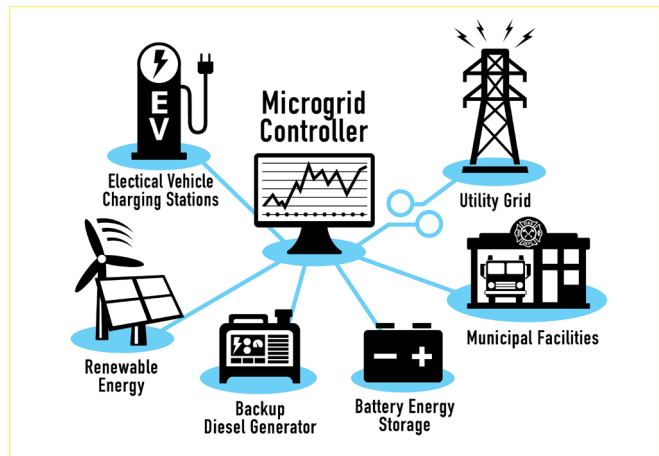 Microgrid
Controller
EV
Electical Vehicle
Charging Stations
Utility Grid
Renewable
Energy
Backup
Diesel Generator
Battery Energy
Storage
Municipal Facilities